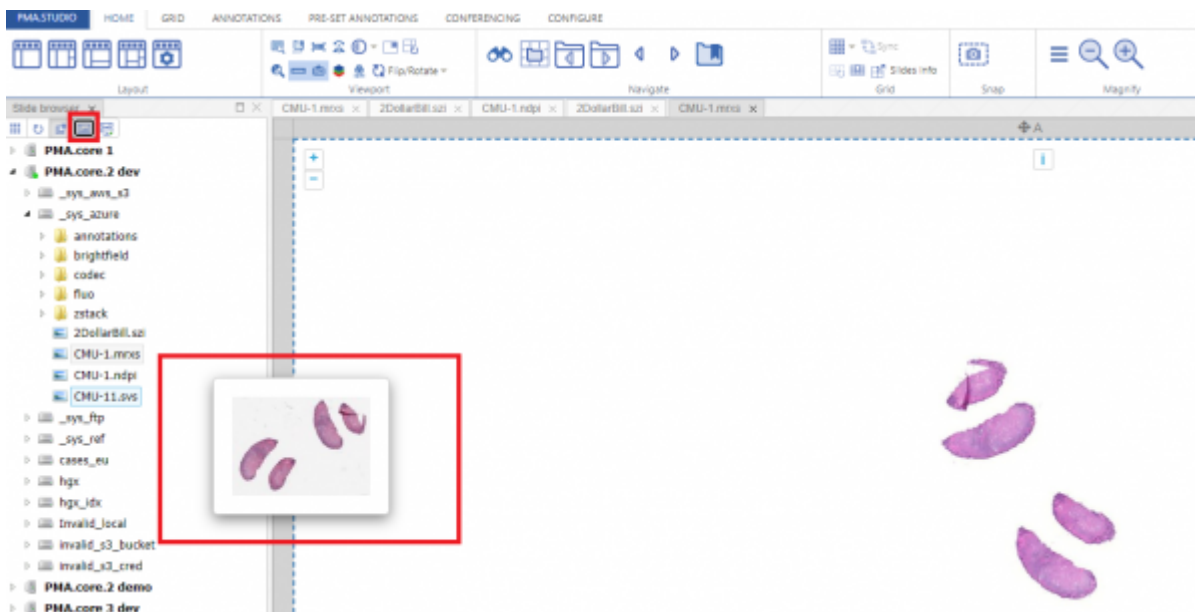 PMA.STUDIO HOME GRID ANNOTATIONS PRE-SET ANNOTATIONS CONFERENCING CONFIGURE
Flip/Rotate
Sync
Slides Info
Layout Viewport Navigate Grid Snap Magnify
Slide browser x CMU-1.mrxs x 2DollarBill.szi x CMU-1.ndpi x 2DollarBill.szi x CMU-1.mrxs x
A
PMA.core 1
+
i
PMA.core.2 dev
-
_sys_aws_s3
_sys_azure
annotations
brightfield
codec
fluo
zstack
2DollarBill.szi
CMU-1.mrxs
CMU-1.ndpi
CMU-11.svs
_sys_ftp
_sys_ref
cases_eu
hgx
hgx_idx
Invalid_local
invalid_s3_bucket
invalid_s3_cred
PMA.core.2 demo
PMA.core 3 dev